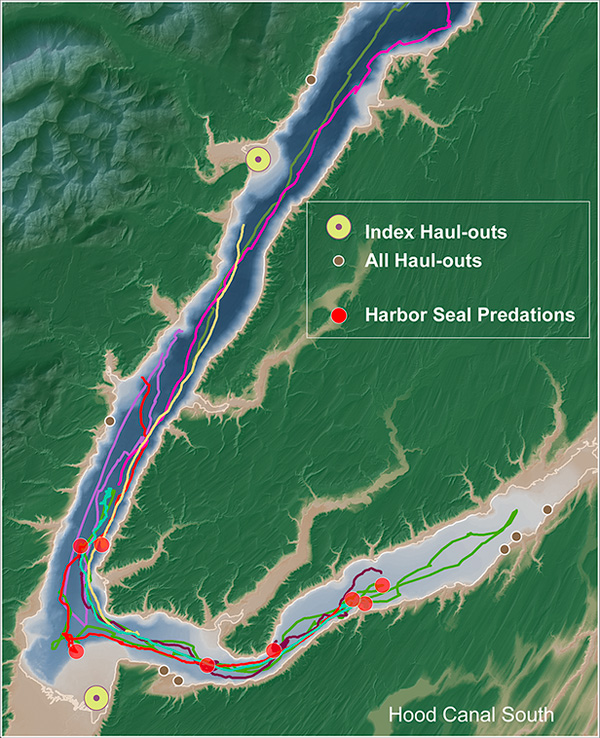 Index Haul-outs
All Haul-outs
Harbor Seal Predations
Hood Canal South